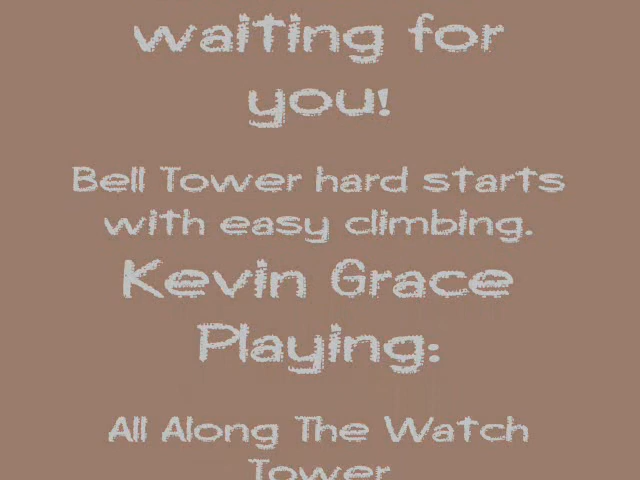 waiting for
you!
Bell Tower hard starts
with easy climbing.
Kevin Grace
Playing:
All Along The Watch
Tower